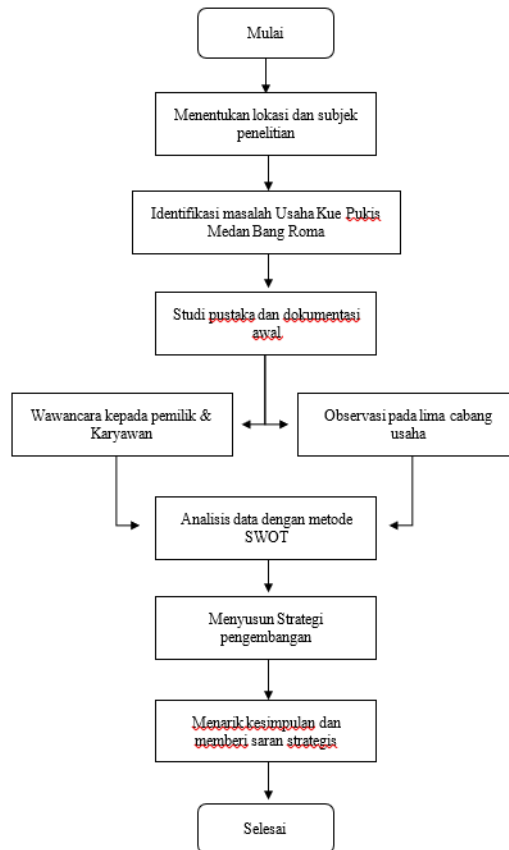 Mulai
Menentukan lokasi dan subjek
penelitian
Identifikasi masalah Usaha Kue Pukis
Medan Bang Roma
Studi pustaka dan dokumentasi
awal
Wawancara kepada pemilik &
Karyawan
Observasi pada lima cabang
usaha
Analisis data dengan metode
SWOT
Menyusun Strategi
pengembangan
Menarik kesimpulan dan
memberi saran strategis
Selesai